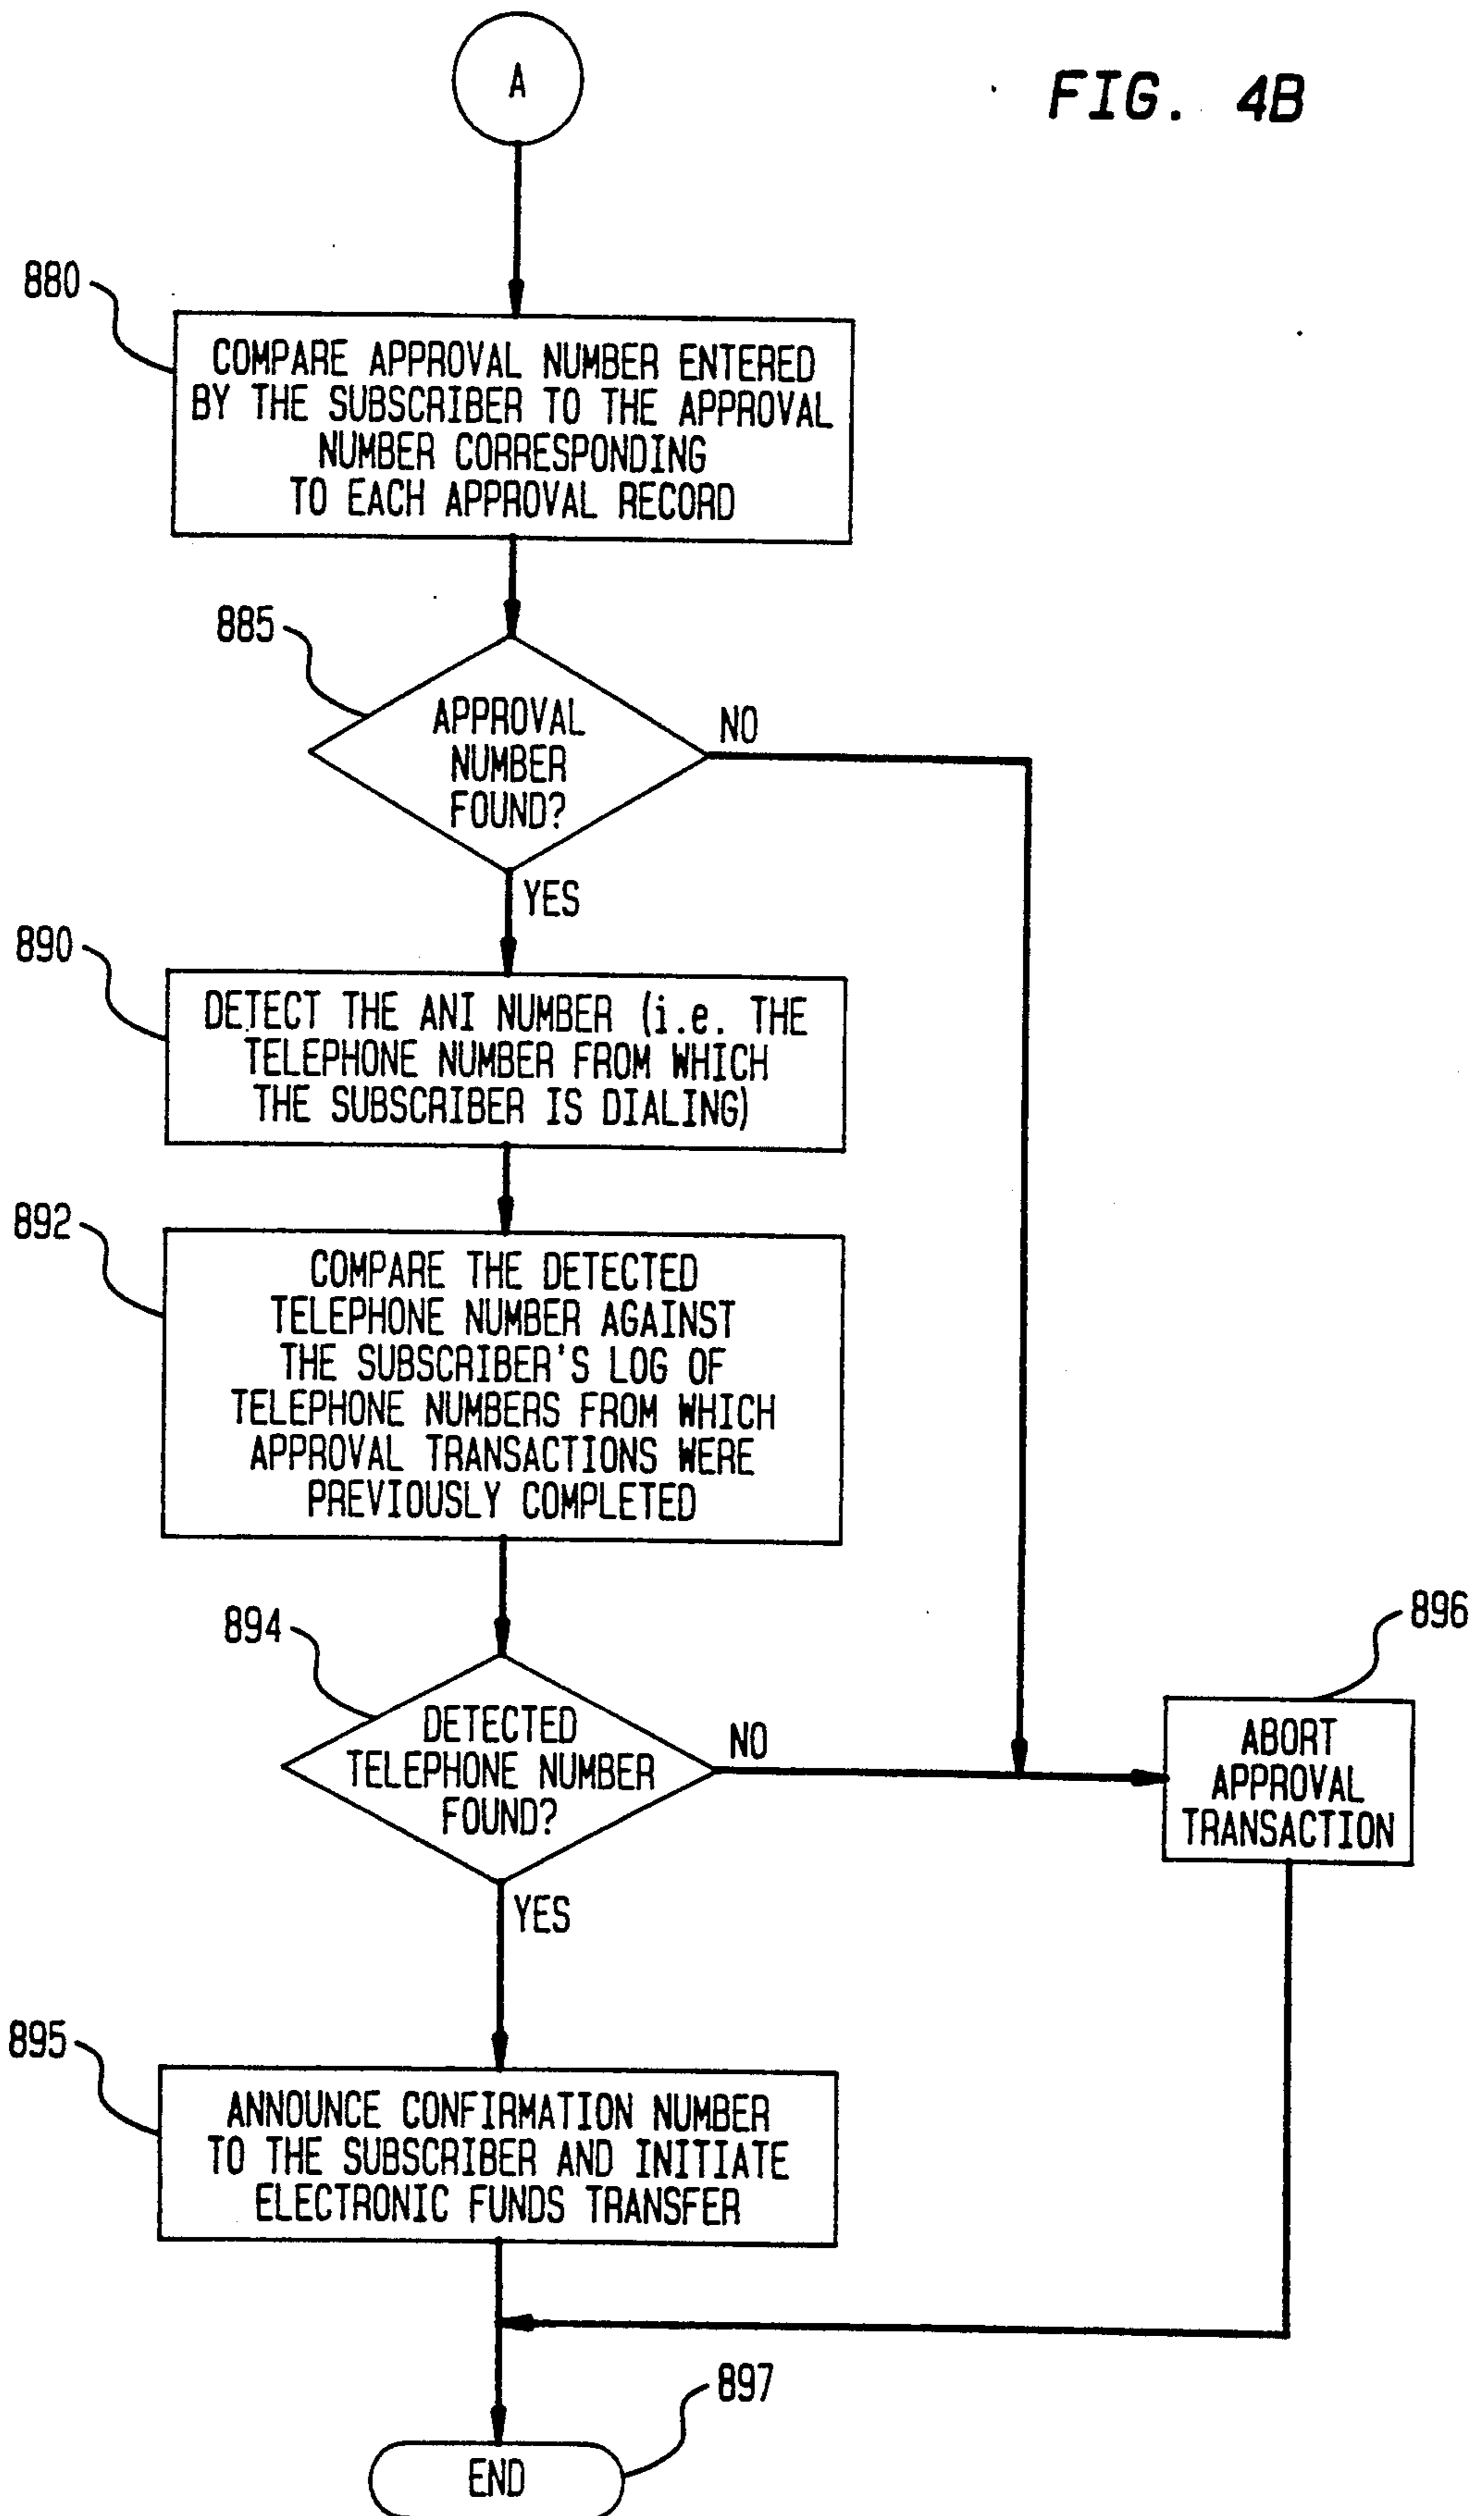 A
FIG. 4B
880
COMPARE APPROVAL NUMBER ENTERED
BY THE SUBSCRIBER TO THE APPROVAL
NUMBER CORRESPONDING
TO EACH APPROVAL RECORD
885
APPROVAL
NUMBER
FOUND?
NO
YES
890
DETECT THE ANI NUMBER (i.e. THE
TELEPHONE NUMBER FROM WHICH
THE SUBSCRIBER IS DIALING)
892
COMPARE THE DETECTED
TELEPHONE NUMBER AGAINST
THE SUBSCRIBER'S LOG OF
TELEPHONE NUMBERS FROM WHICH
APPROVAL TRANSACTIONS WERE
PREVIOUSLY COMPLETED
894
DETECTED
TELEPHONE NUMBER
FOUND?
NO
YES
896
ABORT
APPROVAL
TRANSACTION
895
ANNOUNCE CONFIRMATION NUMBER
TO THE SUBSCRIBER AND INITIATE
ELECTRONIC FUNDS TRANSFER
897
END